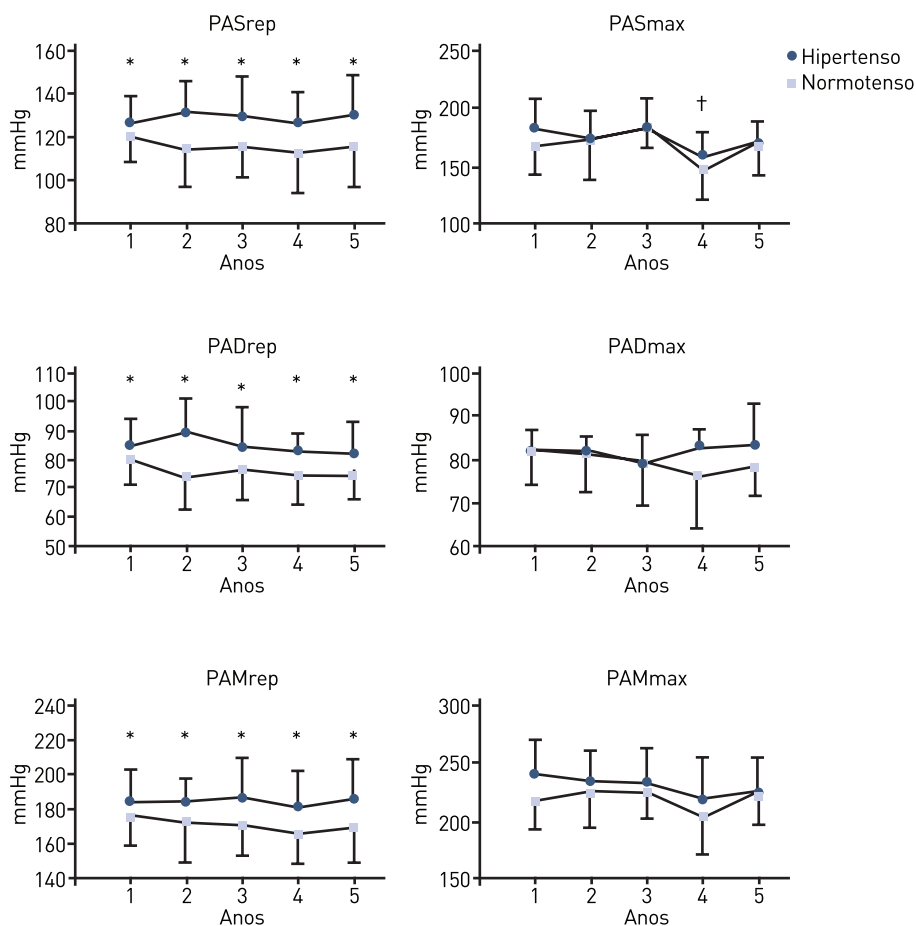 PASrep
160
140
120
100
80
mmHg
* * * * *
1 2 3 4 5
Anos
PASmax
250
200
150
100
mmHg
†
1 2 3 4 5
Anos
Hipertenso
Normotenso
PADrep
110
100
90
80
70
60
50
mmHg
* * * * *
1 2 3 4 5
Anos
PADmax
100
90
80
70
60
mmHg
1 2 3 4 5
Anos
PAMrep
240
220
200
180
160
140
mmHg
* * * * *
1 2 3 4 5
Anos
PAMmax
300
250
200
150
mmHg
1 2 3 4 5
Anos